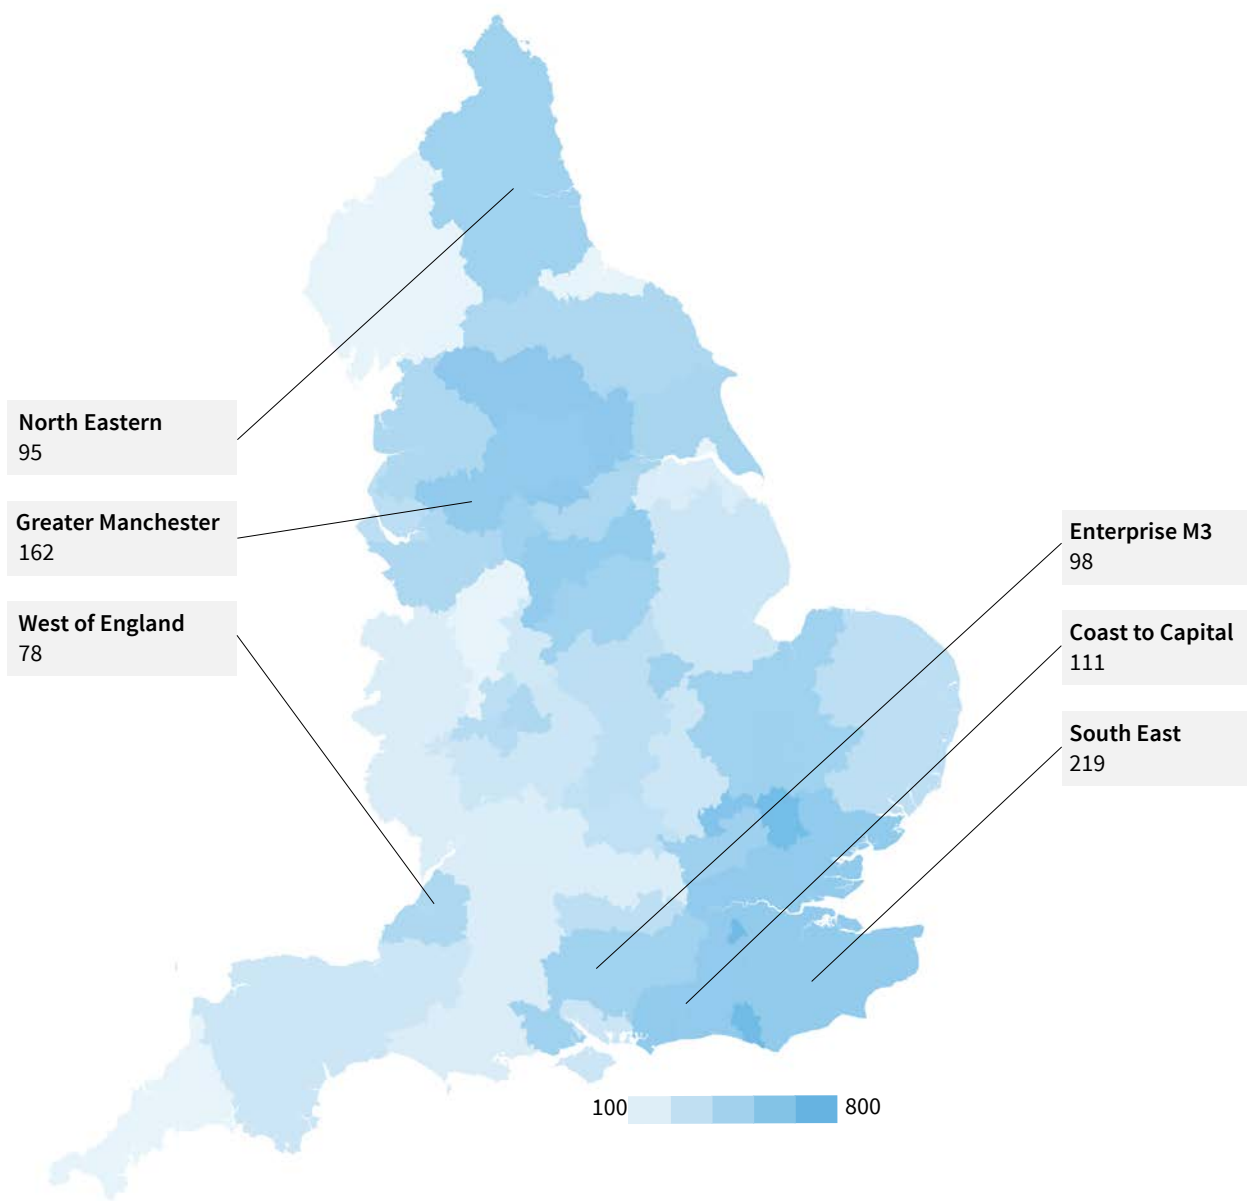 North Eastern
95
Greater Manchester
162
West of England
78
Enterprise M3
98
Coast to Capital
111
South East
219
100
800